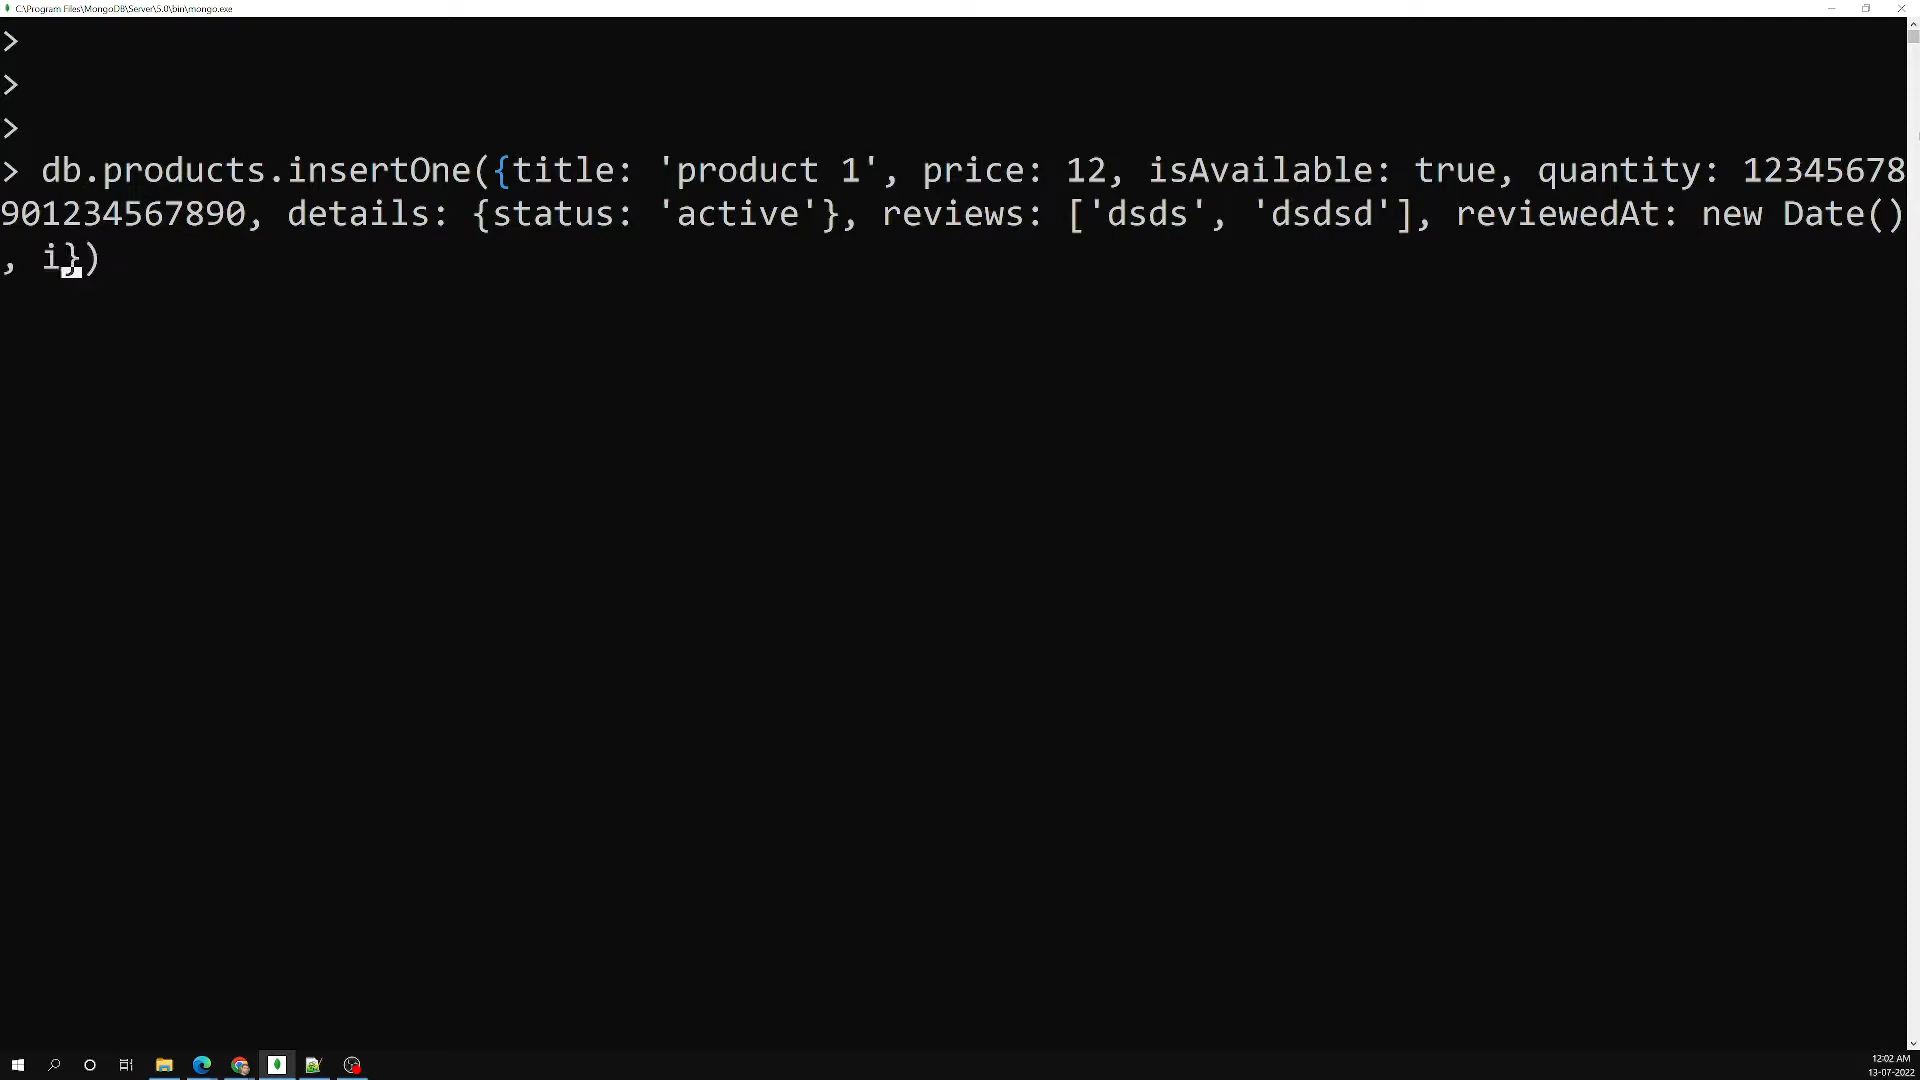 C:\Program Files\MongoDB\Server\5.0\bin\mongo.exe
>
>
>
> db.products.insertOne({title: 'product 1', price: 12, isAvailable: true, quantity: 12345678
901234567890, details: {status: 'active'}, reviews: ['dsds', 'dsdsd'], reviewedAt: new Date()
, i})
12:02 AM
13-07-2022